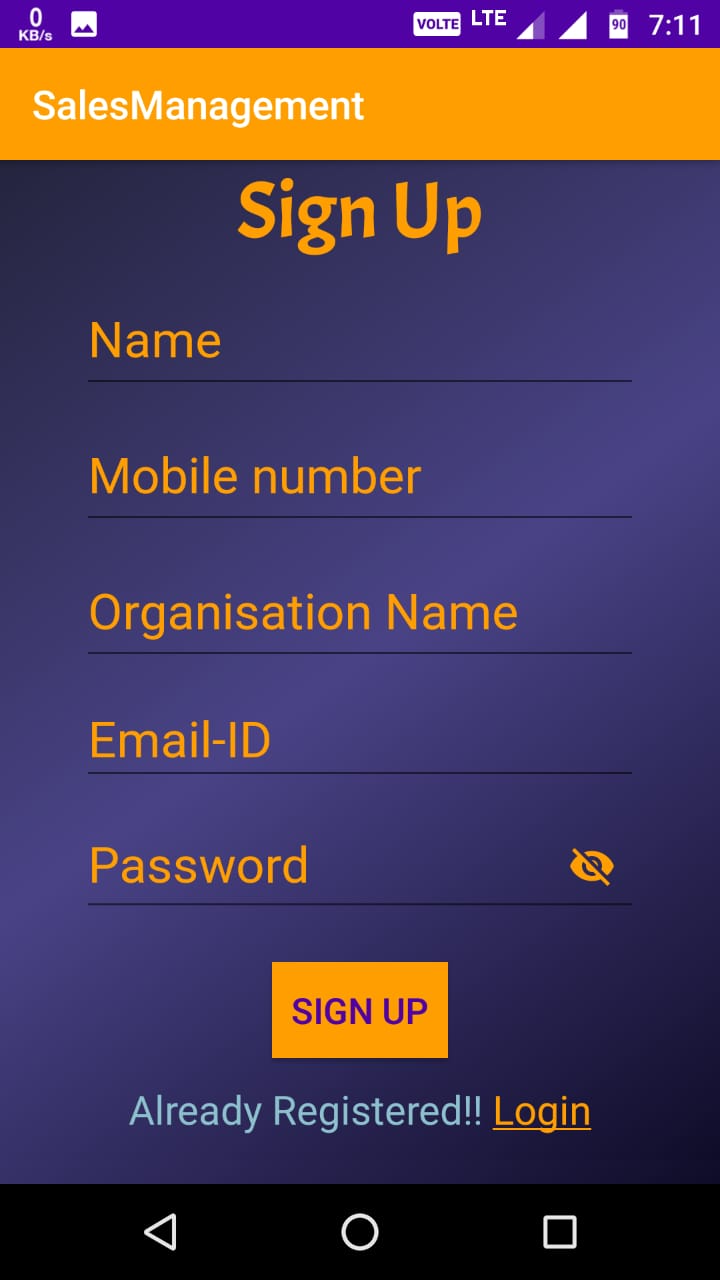 0
KB/s
VOLTE LTE 90 7:11
SalesManagement
Sign Up
Name
Mobile number
Organisation Name
Email-ID
Password
SIGN UP
Already Registered!! Login